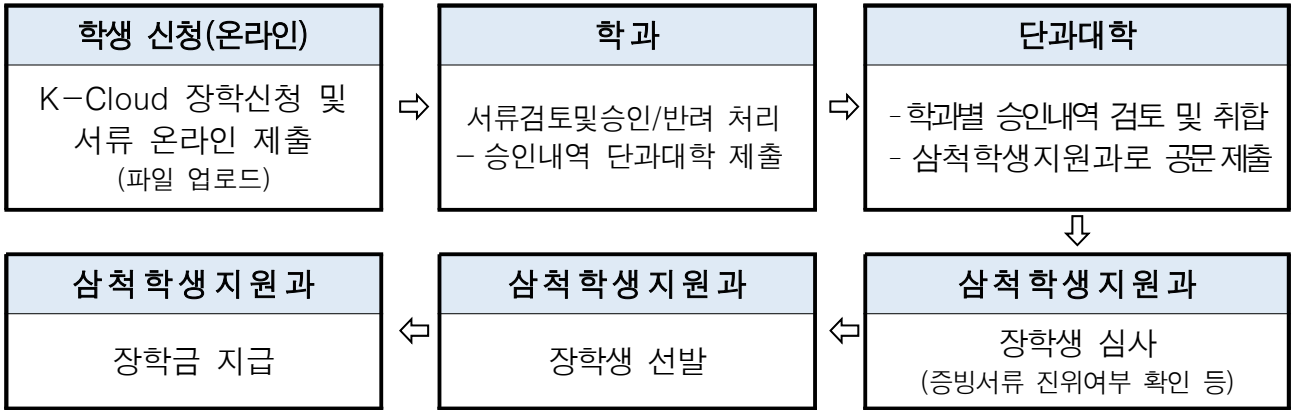 학생 신청(온라인)
K-Cloud 장학신청 및
서류 온라인 제출
(파일 업로드)
⇨
학과
서류검토및승인/반려 처리
- 승인내역 단과대학 제출
⇨
단과대학
- 학과별 승인내역 검토 및 취합
- 삼척학생지원과로 공문 제출
⇩
삼척학생지원과
장학생 심사
(증빙서류 진위여부 확인 등)
⇦
삼척학생지원과
장학생 선발
⇦
삼척학생지원과
장학금 지급